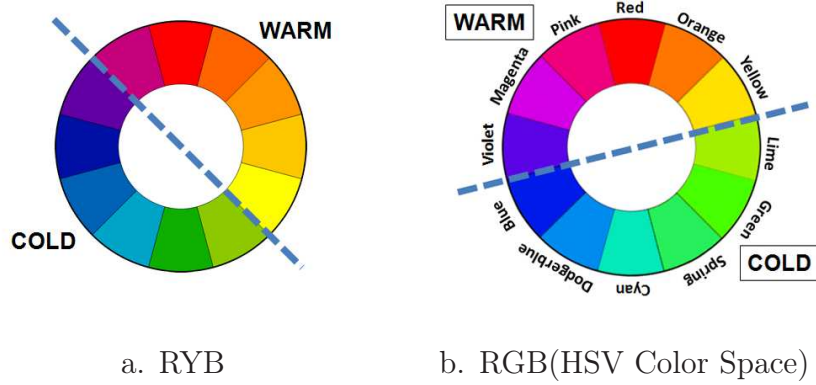 WARM
COLD
WARM
Red
Orange
Yellow
Lime
Green
Spring
Cyan
Dodgerblue
Blue
Violet
Magenta
Pink
COLD
a. RYB
b. RGB(HSV Color Space)